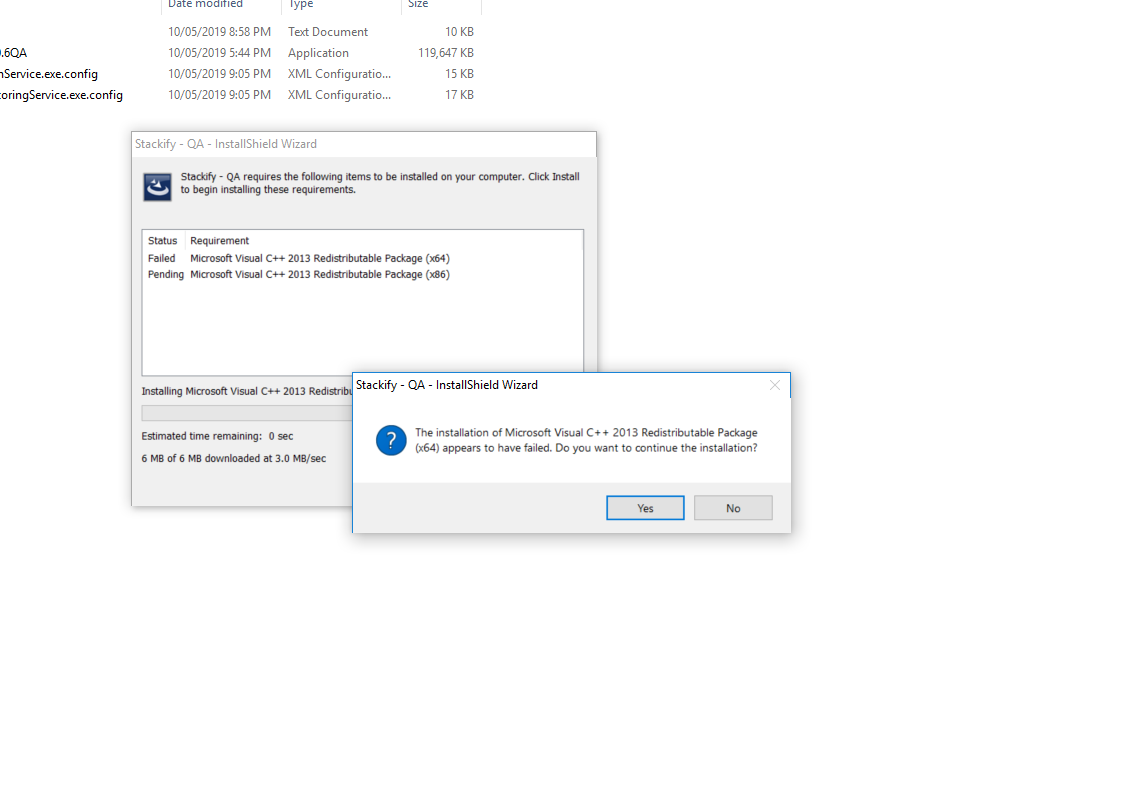 Date modified Type Size
10/05/2019 8:58 PM Text Document 10 KB
.6QA 10/05/2019 5:44 PM Application 119,647 KB
Service.exe.config 10/05/2019 9:05 PM XML Configuratio... 15 KB
toringService.exe.config 10/05/2019 9:05 PM XML Configuratio... 17 KB
Stackify - QA - InstallShield Wizard
Stackify - QA requires the following items to be installed on your computer. Click Install
to begin installing these requirements.
Status Requirement
Failed Microsoft Visual C++ 2013 Redistributable Package (x64)
Pending Microsoft Visual C++ 2013 Redistributable Package (x86)
Installing Microsoft Visual C++ 2013 Redistribu
Estimated time remaining: 0 sec
6 MB of 6 MB downloaded at 3.0 MB/sec
Stackify - QA - InstallShield Wizard
?
The installation of Microsoft Visual C++ 2013 Redistributable Package
(x64) appears to have failed. Do you want to continue the installation?
Yes No